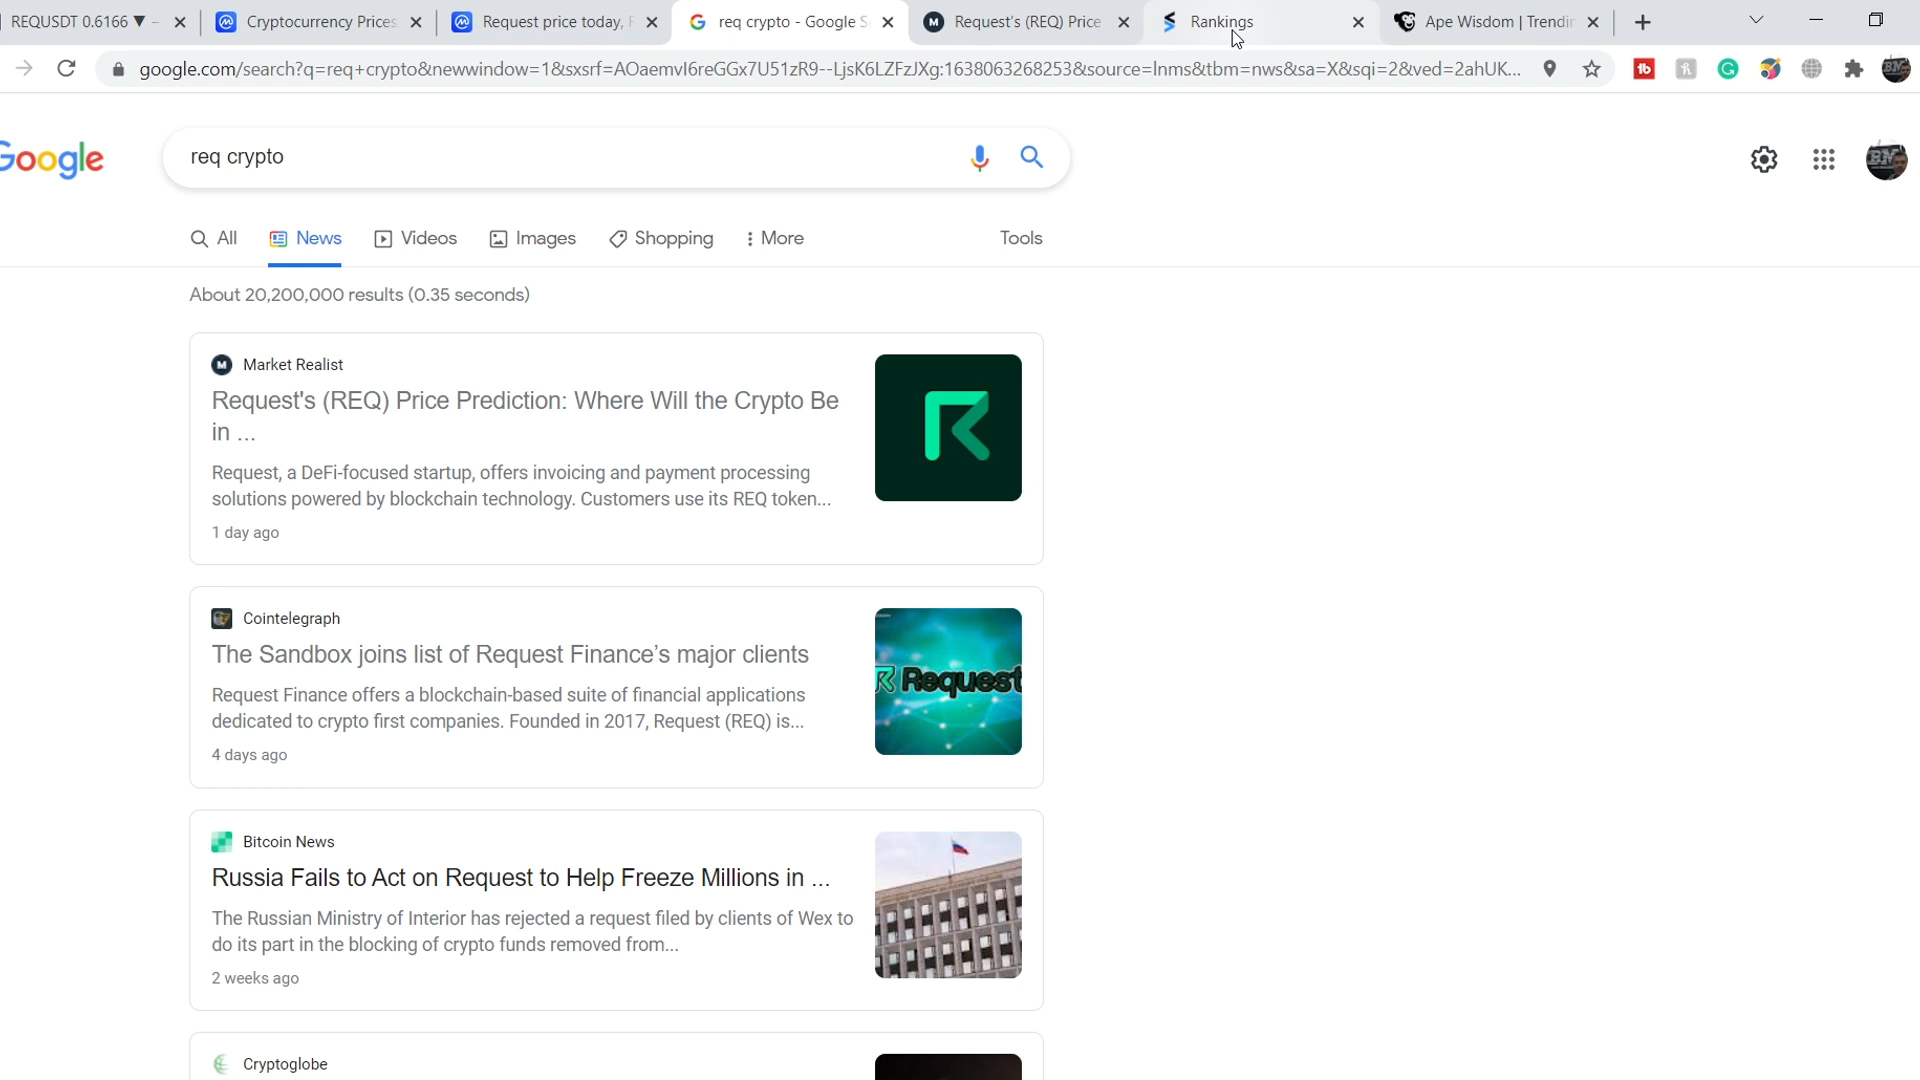 REQUSDT 0.6166 ▼ –
Cryptocurrency Prices
Request price today,
req crypto - Google S
Request's (REQ) Price
Rankings
Ape Wisdom | Trendin
google.com/search?q=req+crypto&newwindow=1&sxsrf=AOaemvI6reGGx7U51zR9--LjsK6LZFzJXg:1638063268253&source=lnms&tbm=nws&sa=X&sqi=2&ved=2ahUK...
Google
req crypto
All
News
Videos
Images
Shopping
More
Tools
About 20,200,000 results (0.35 seconds)
Market Realist
Request's (REQ) Price Prediction: Where Will the Crypto Be
in ...
Request, a DeFi-focused startup, offers invoicing and payment processing
solutions powered by blockchain technology. Customers use its REQ token...
1 day ago
Cointelegraph
The Sandbox joins list of Request Finance’s major clients
Request Finance offers a blockchain-based suite of financial applications
dedicated to crypto first companies. Founded in 2017, Request (REQ) is...
4 days ago
Request
Bitcoin News
Russia Fails to Act on Request to Help Freeze Millions in ...
The Russian Ministry of Interior has rejected a request filed by clients of Wex to
do its part in the blocking of crypto funds removed from...
2 weeks ago
Cryptoglobe